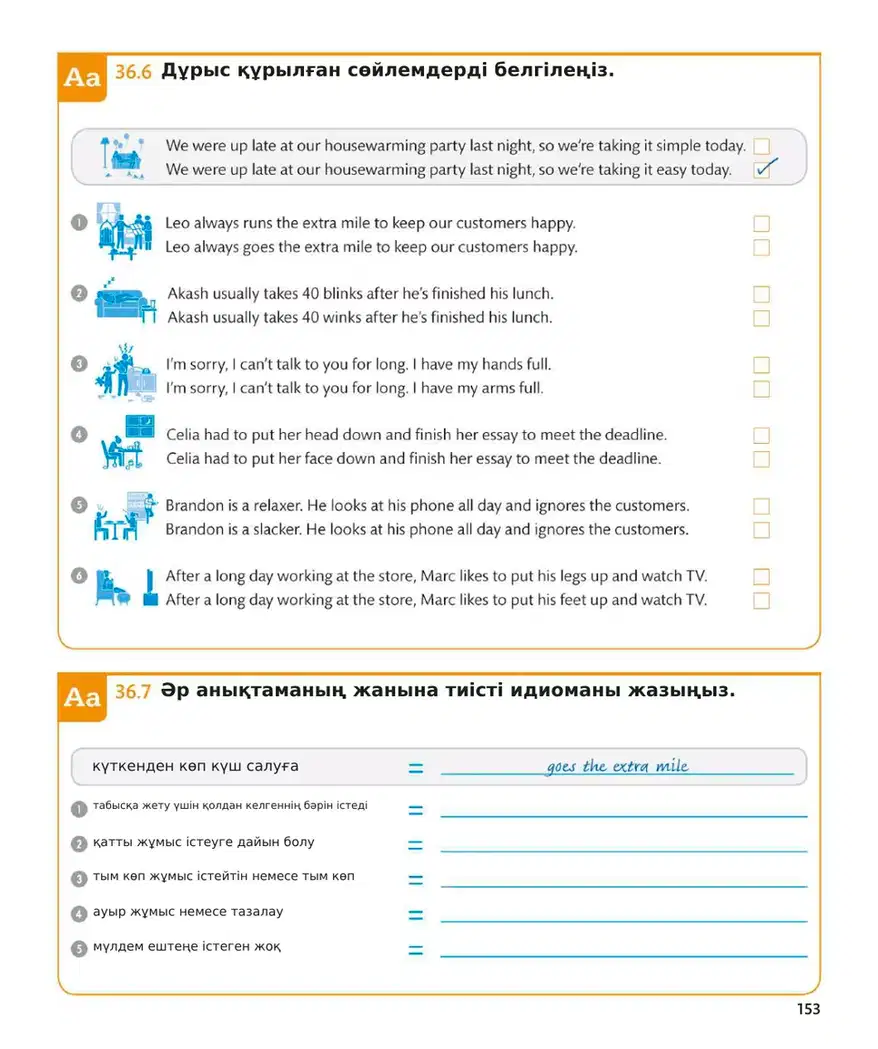 Aa 36.6 Дұрыс құрылған сөйлемдерді белгілеңіз.
We were up late at our housewarming party last night, so we're taking it simple today.
We were up late at our housewarming party last night, so we're taking it easy today.
1 Leo always runs the extra mile to keep our customers happy.
Leo always goes the extra mile to keep our customers happy.
2 Akash usually takes 40 blinks after he's finished his lunch.
Akash usually takes 40 winks after he's finished his lunch.
3 I'm sorry, I can't talk to you for long. I have my hands full.
I'm sorry, I can't talk to you for long. I have my arms full.
4 Celia had to put her head down and finish her essay to meet the deadline.
Celia had to put her face down and finish her essay to meet the deadline.
5 Brandon is a relaxer. He looks at his phone all day and ignores the customers.
Brandon is a slacker. He looks at his phone all day and ignores the customers.
6 After a long day working at the store, Marc likes to put his legs up and watch TV.
After a long day working at the store, Marc likes to put his feet up and watch TV.
Aa 36.7 Әр анықтаманың жанына тиісті идиоманы жазыңыз.
күткенден көп күш салуға = goes the extra mile
1 табысқа жету үшін қолдан келгеннің бәрін істеді =
2 қатты жұмыс істеуге дайын болу =
3 тым көп жұмыс істейтін немесе тым көп =
4 ауыр жұмыс немесе тазалау =
5 мүлдем ештеңе істеген жоқ =
153